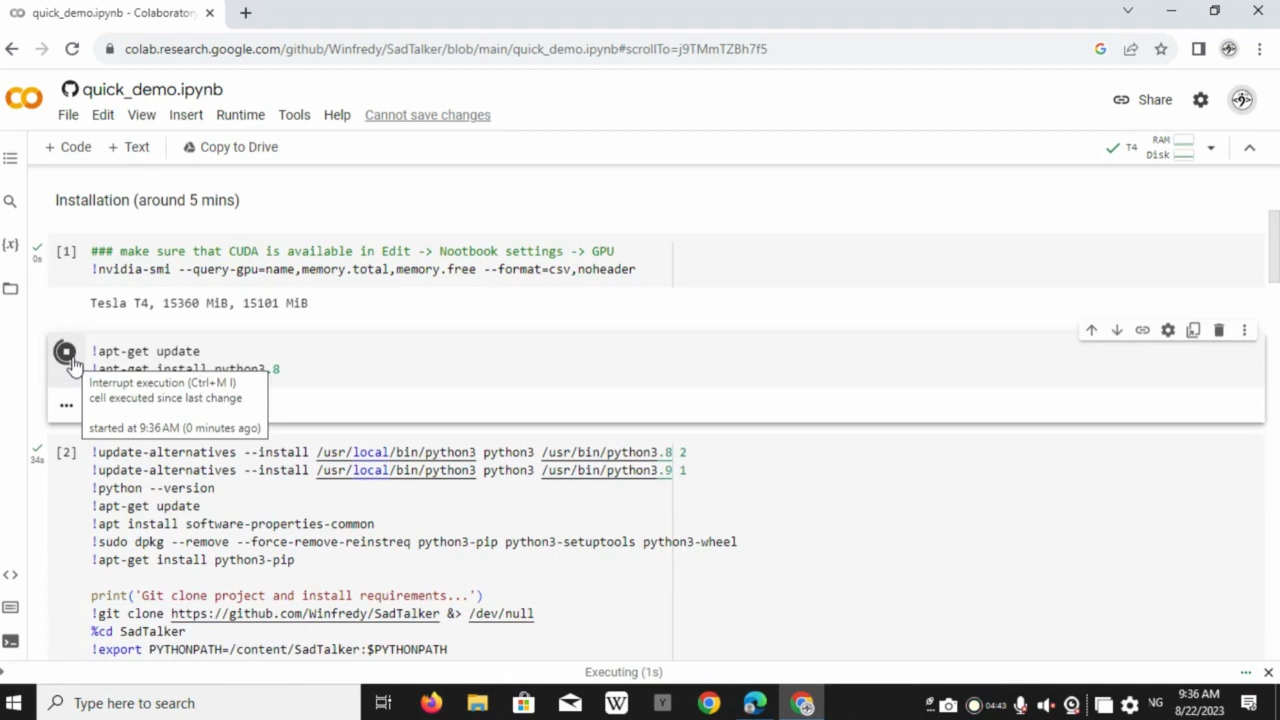 quick_demo.ipynb - Colaborator
colab.research.google.com/github/Winfredy/SadTalker/blob/main/quick_demo.ipynb#scrollTo=j9TMmTZBh7f5
quick_demo.ipynb
Share
File Edit View Insert Runtime Tools Help Cannot save changes
+ Code + Text Copy to Drive
T4 RAM
Disk
Installation (around 5 mins)
[1] ### make sure that CUDA is available in Edit -> Nootbook settings -> GPU
0s
!nvidia-smi --query-gpu=name,memory.total,memory.free --format=csv,noheader
Tesla T4, 15360 MiB, 15101 MiB
!apt-get update
!apt-get install python3.8
Interrupt execution (Ctrl+M I)
cell executed since last change
started at 9:36 AM (0 minutes ago)
[2] !update-alternatives --install /usr/local/bin/python3 python3 /usr/bin/python3.8 2
34s
!update-alternatives --install /usr/local/bin/python3 python3 /usr/bin/python3.9 1
!python --version
!apt-get update
!apt install software-properties-common
!sudo dpkg --remove --force-remove-reinstreq python3-pip python3-setuptools python3-wheel
!apt-get install python3-pip
print('Git clone project and install requirements...')
!git clone https://github.com/Winfredy/SadTalker &> /dev/null
%cd SadTalker
!export PYTHONPATH=/content/SadTalker:$PYTHONPATH
Executing (1s)
Type here to search
04:43
NG
9:36 AM
8/22/2023